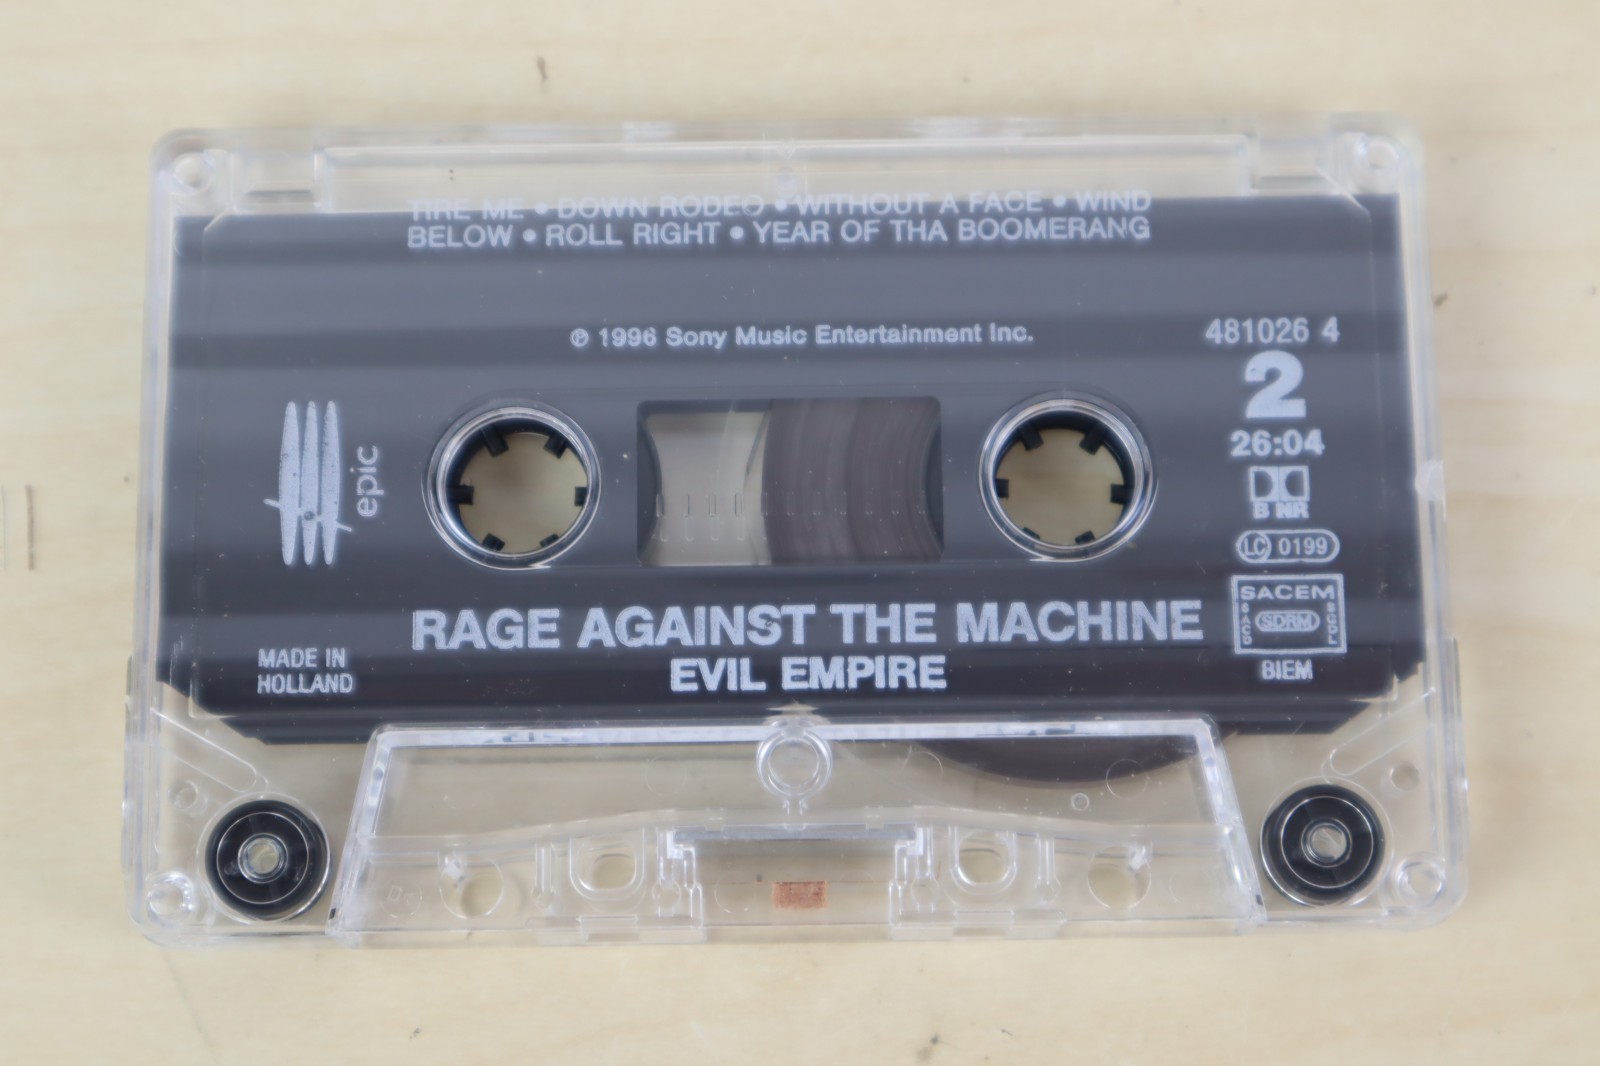 TIRE ME • DOWN RODEO • WITHOUT A FACE • WIND
BELOW • ROLL RIGHT • YEAR OF THA BOOMERANG
℗ 1996 Sony Music Entertainment Inc.
481026 4
2
26:04
B NR
LC 0199
epic
SACEM
SACD
SDRM
SGDL
BIEM
RAGE AGAINST THE MACHINE
EVIL EMPIRE
MADE IN
HOLLAND